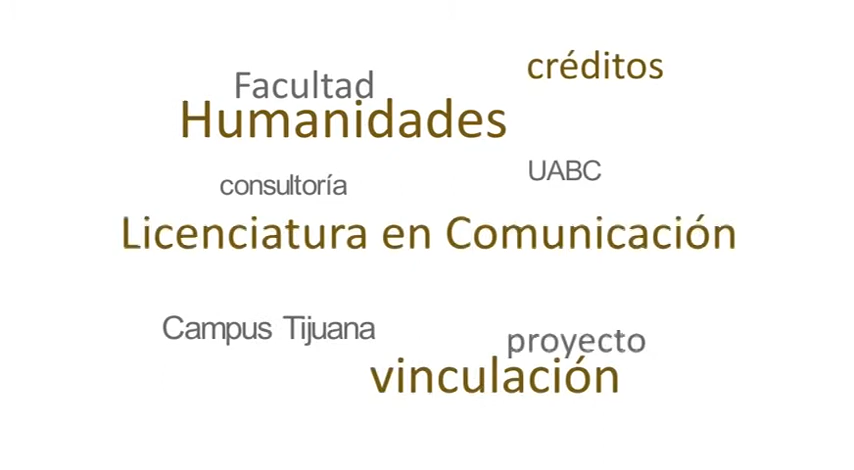 créditos
Facultad
Humanidades
UABC
consultoría
Licenciatura en Comunicación
Campus Tijuana
proyecto
vinculación